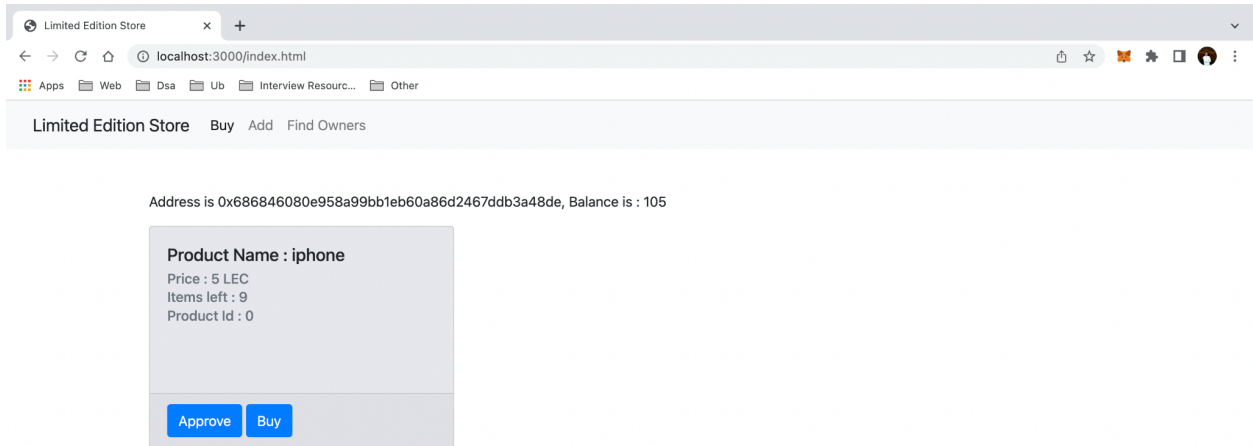 Limited Edition Store
localhost:3000/index.html
Apps Web Dsa Ub Interview Resourc... Other
Limited Edition Store Buy Add Find Owners
Address is 0x686846080e958a99bb1eb60a86d2467ddb3a48de, Balance is : 105
Product Name : iphone
Price : 5 LEC
Items left : 9
Product Id : 0
Approve Buy